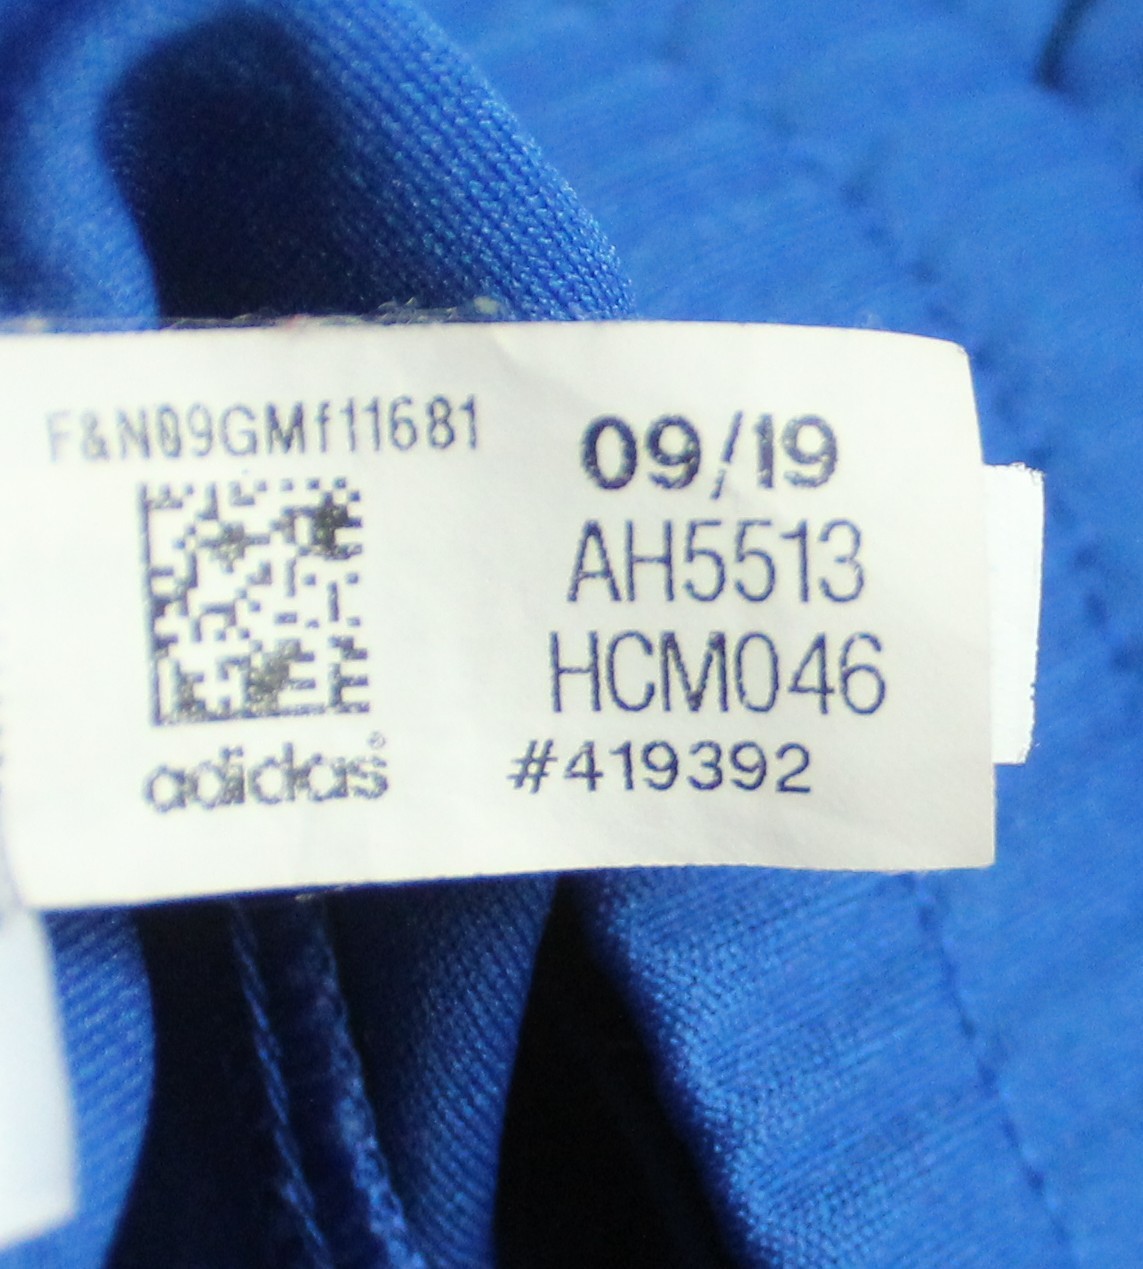 F&N09GMf11681
09/19
AH5513
HCM046
#419392
adidas®